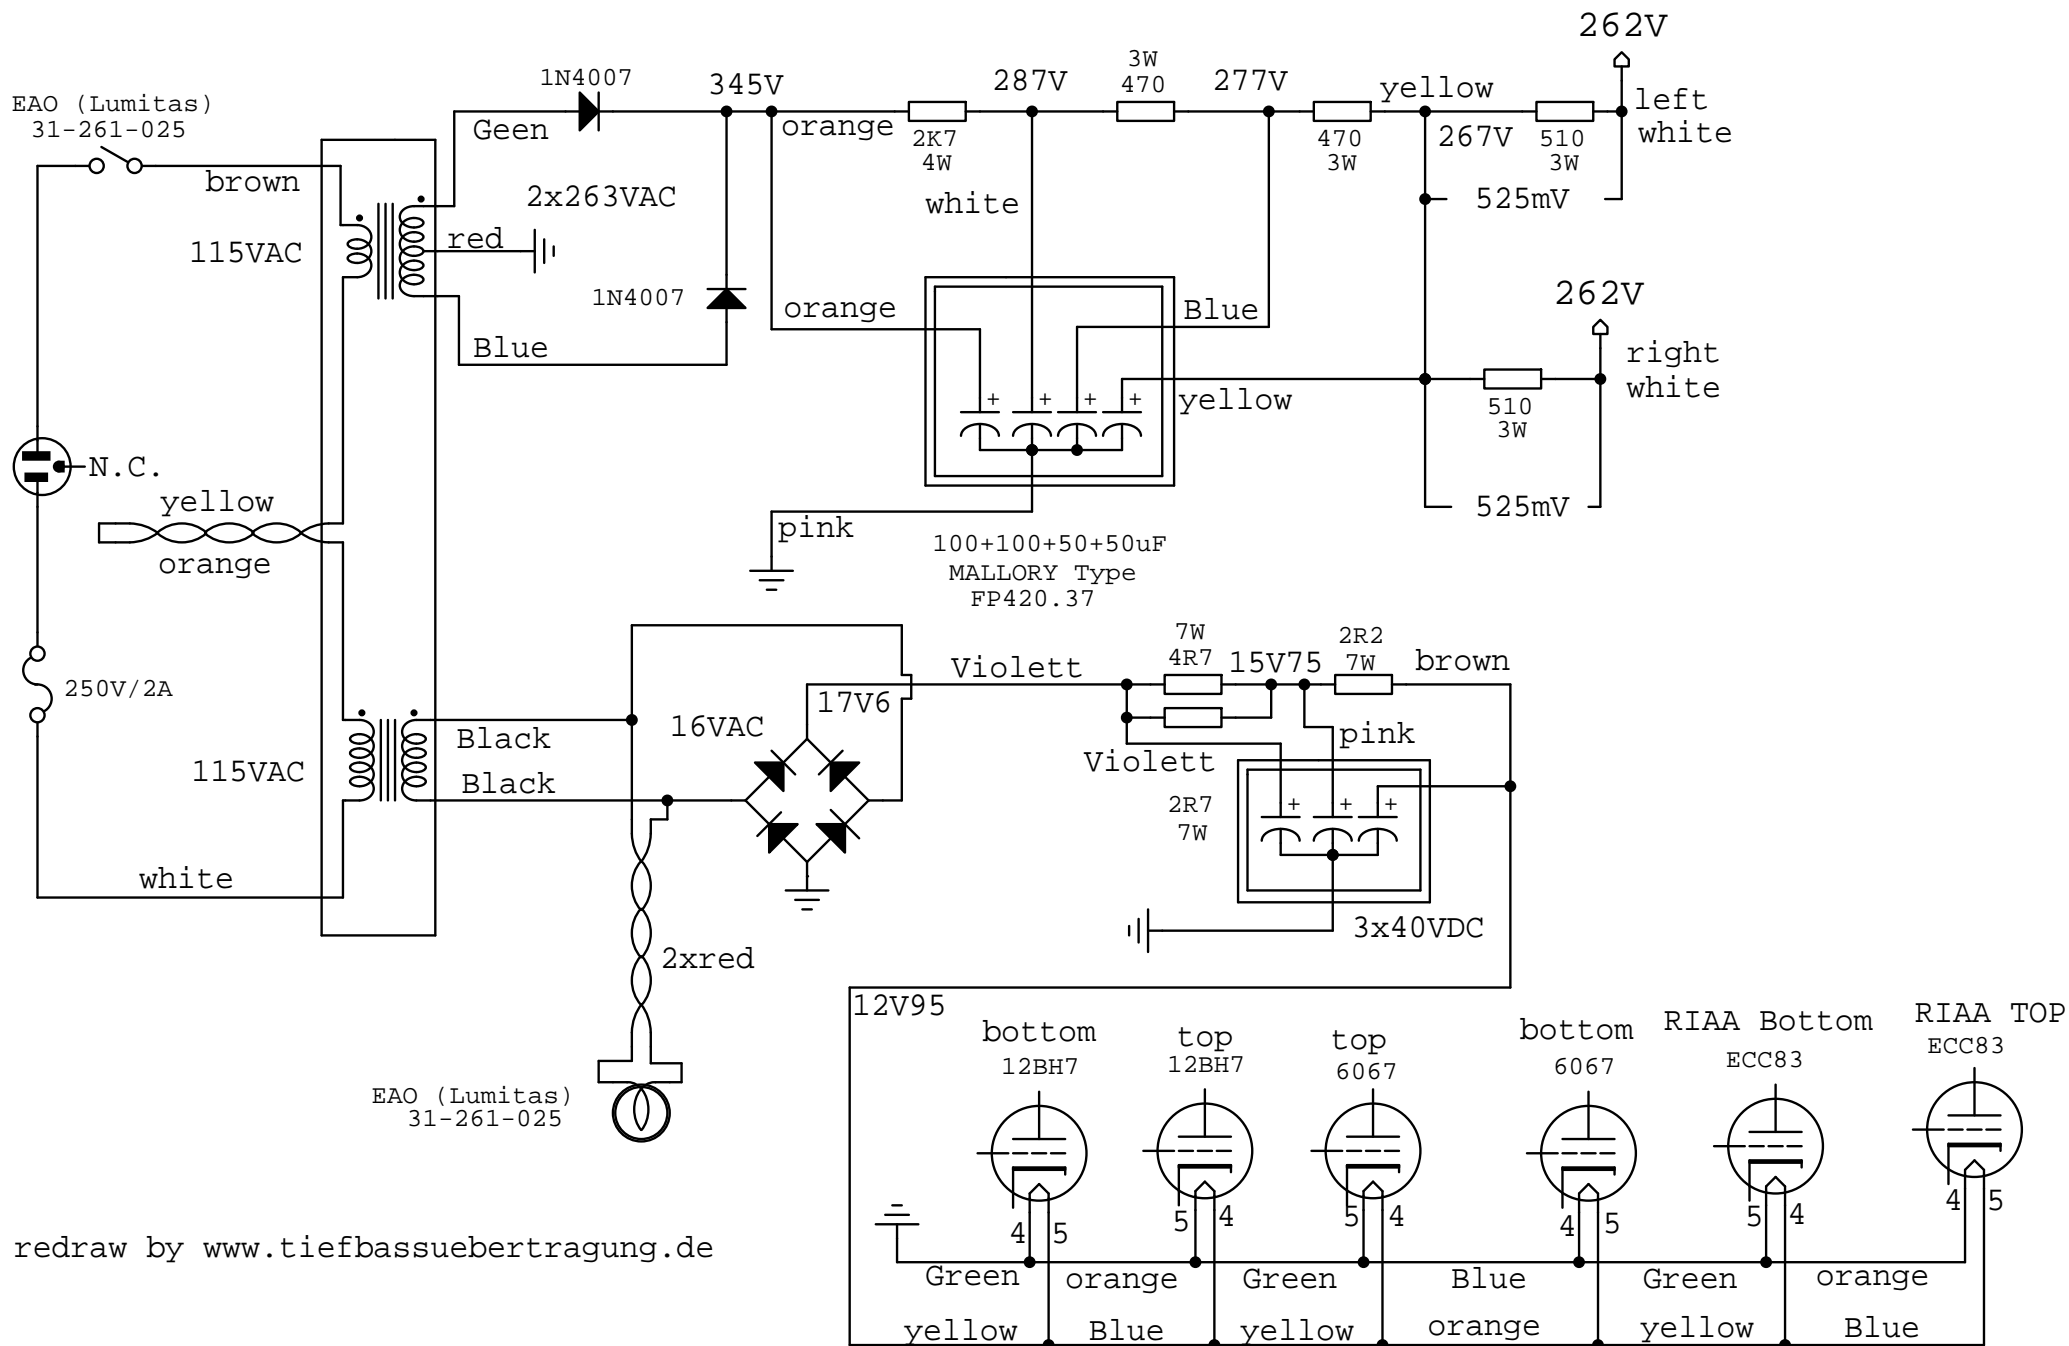 262V
3W
1N4007
345V
287V
470
277V
yellow
EAO (Lumitas)
31-261-025
left
white
Geen
orange
2K7
4W
470
3W
267V
510
3W
brown
2x263VAC
white
525mV
115VAC
red
1N4007
orange
Blue
262V
Blue
right
white
yellow
510
3W
N.C.
yellow
525mV
pink
orange
100+100+50+50uF
MALLORY Type
FP420.37
7W
4R7
2R2
7W
Violett
15V75
brown
250V/2A
17V6
16VAC
Black
pink
Violett
115VAC
Black
2R7
7W
white
3x40VDC
2xred
12V95
bottom
12BH7
top
12BH7
top
6067
bottom
6067
RIAA Bottom
ECC83
RIAA TOP
ECC83
EAO (Lumitas)
31-261-025
4 5
5 4
5 4
4 5
5 4
4 5
redraw by www.tiefbassuebertragung.de
Green orange Green Blue Green orange
yellow Blue yellow orange yellow Blue
+ + + +
+ + +